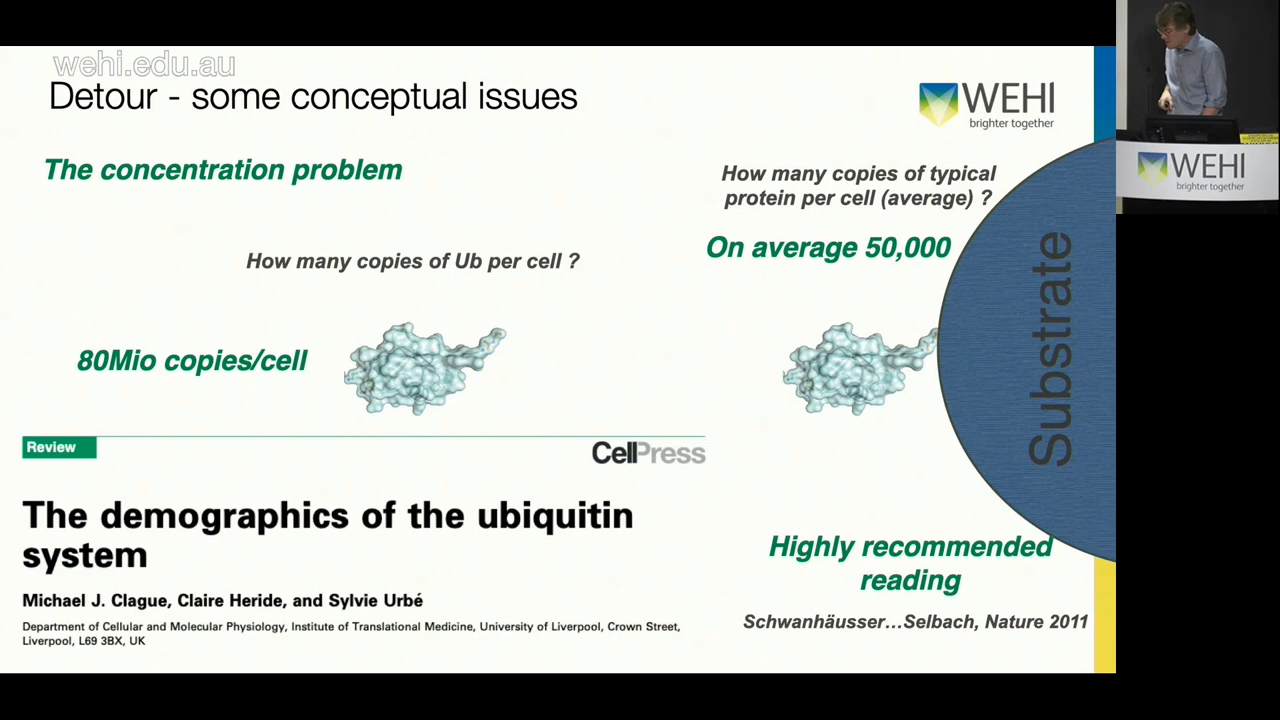 wehi.edu.au
Detour - some conceptual issues
WEHI
brighter together
The concentration problem
How many copies of typical
protein per cell (average) ?
On average 50,000
How many copies of Ub per cell ?
80Mio copies/cell
Substrate
Review
CellPress
The demographics of the ubiquitin
system
Michael J. Clague, Claire Heride, and Sylvie Urbé
Department of Cellular and Molecular Physiology, Institute of Translational Medicine, University of Liverpool, Crown Street,
Liverpool, L69 3BX, UK
Highly recommended
reading
Schwanhäusser...Selbach, Nature 2011
WEHI
brighter together